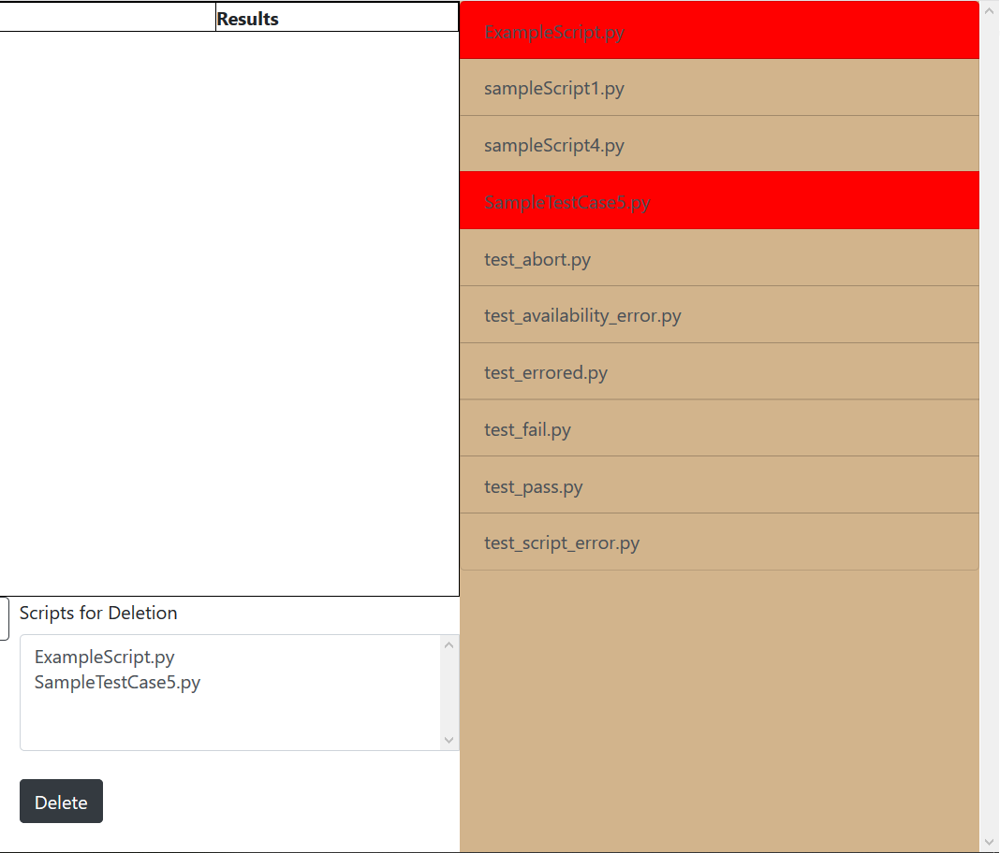 Results
ExampleScript.py
sampleScript1.py
sampleScript4.py
SampleTestCase5.py
test_abort.py
test_availability_error.py
test_errored.py
test_fail.py
test_pass.py
test_script_error.py
Scripts for Deletion
ExampleScript.py
SampleTestCase5.py
Delete